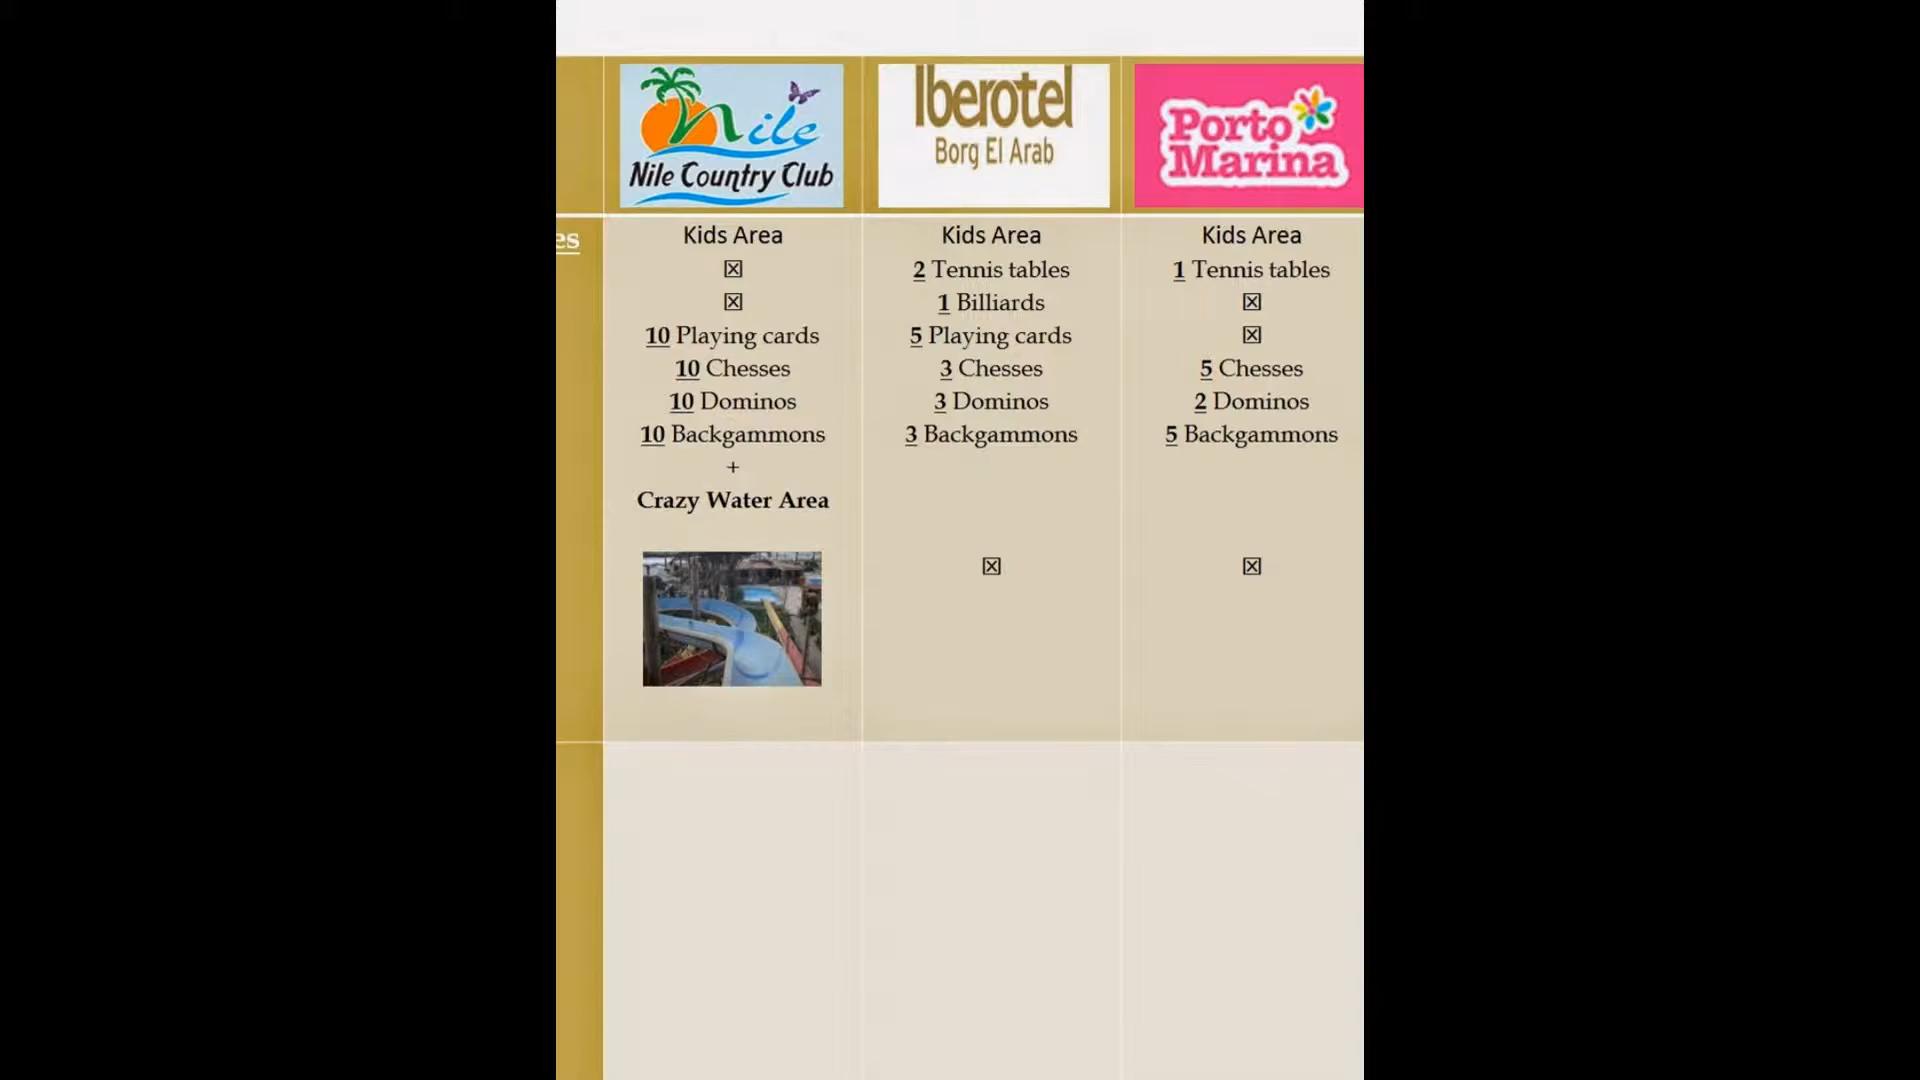 nile
Nile Country Club
Iberotel
Borg El Arab
Porto
Marina
es
Kids Area
☒
☒
10 Playing cards
10 Chesses
10 Dominos
10 Backgammons
+
Crazy Water Area
Kids Area
2 Tennis tables
1 Billiards
5 Playing cards
3 Chesses
3 Dominos
3 Backgammons
☒
Kids Area
1 Tennis tables
☒
☒
5 Chesses
2 Dominos
5 Backgammons
☒